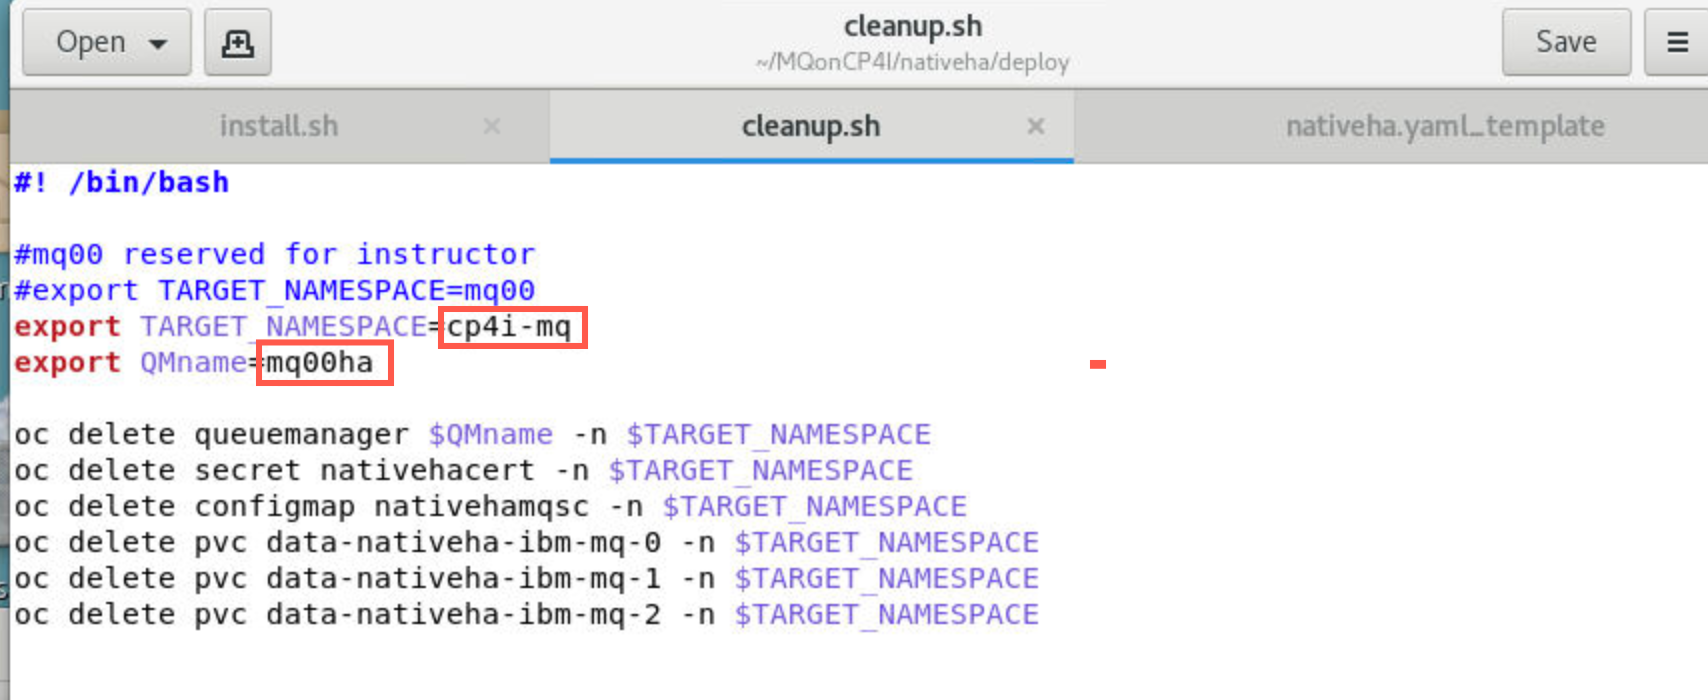 Open
cleanup.sh
~/MQonCP4I/nativeha/deploy
Save
install.sh
cleanup.sh
nativeha.yaml_template
#! /bin/bash
#mq00 reserved for instructor
#export TARGET_NAMESPACE=mq00
export TARGET_NAMESPACE=cp4i-mq
export QMname=mq00ha
oc delete queuemanager $QMname -n $TARGET_NAMESPACE
oc delete secret nativehacert -n $TARGET_NAMESPACE
oc delete configmap nativehamqsc -n $TARGET_NAMESPACE
oc delete pvc data-nativeha-ibm-mq-0 -n $TARGET_NAMESPACE
oc delete pvc data-nativeha-ibm-mq-1 -n $TARGET_NAMESPACE
oc delete pvc data-nativeha-ibm-mq-2 -n $TARGET_NAMESPACE